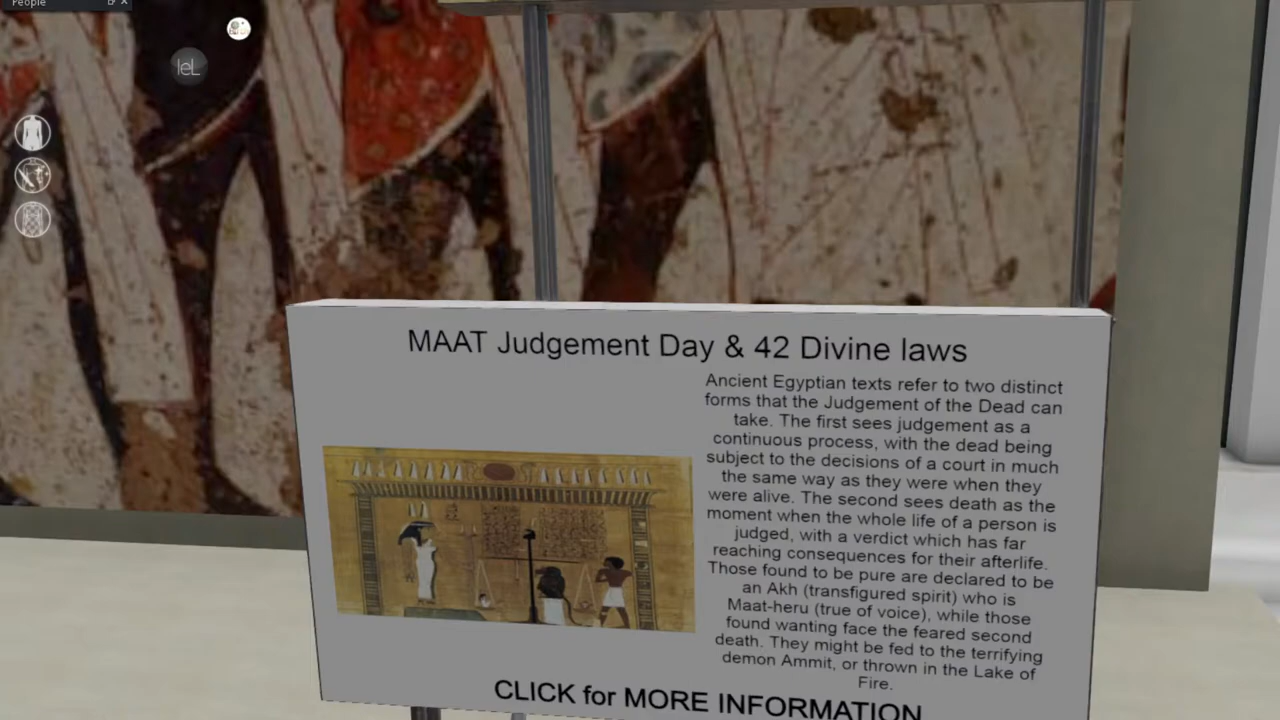 People
leL
MAAT Judgement Day & 42 Divine laws
Ancient Egyptian texts refer to two distinct
forms that the Judgement of the Dead can
take. The first sees judgement as a
continuous process, with the dead being
subject to the decisions of a court in much
the same way as they were when they
were alive. The second sees death as the
moment when the whole life of a person is
judged, with a verdict which has far
reaching consequences for their afterlife.
Those found to be pure are declared to be
an Akh (transfigured spirit) who is
Maat-heru (true of voice), while those
found wanting face the feared second
death. They might be fed to the terrifying
demon Ammit, or thrown in the Lake of
Fire.
CLICK for MORE INFORMATION